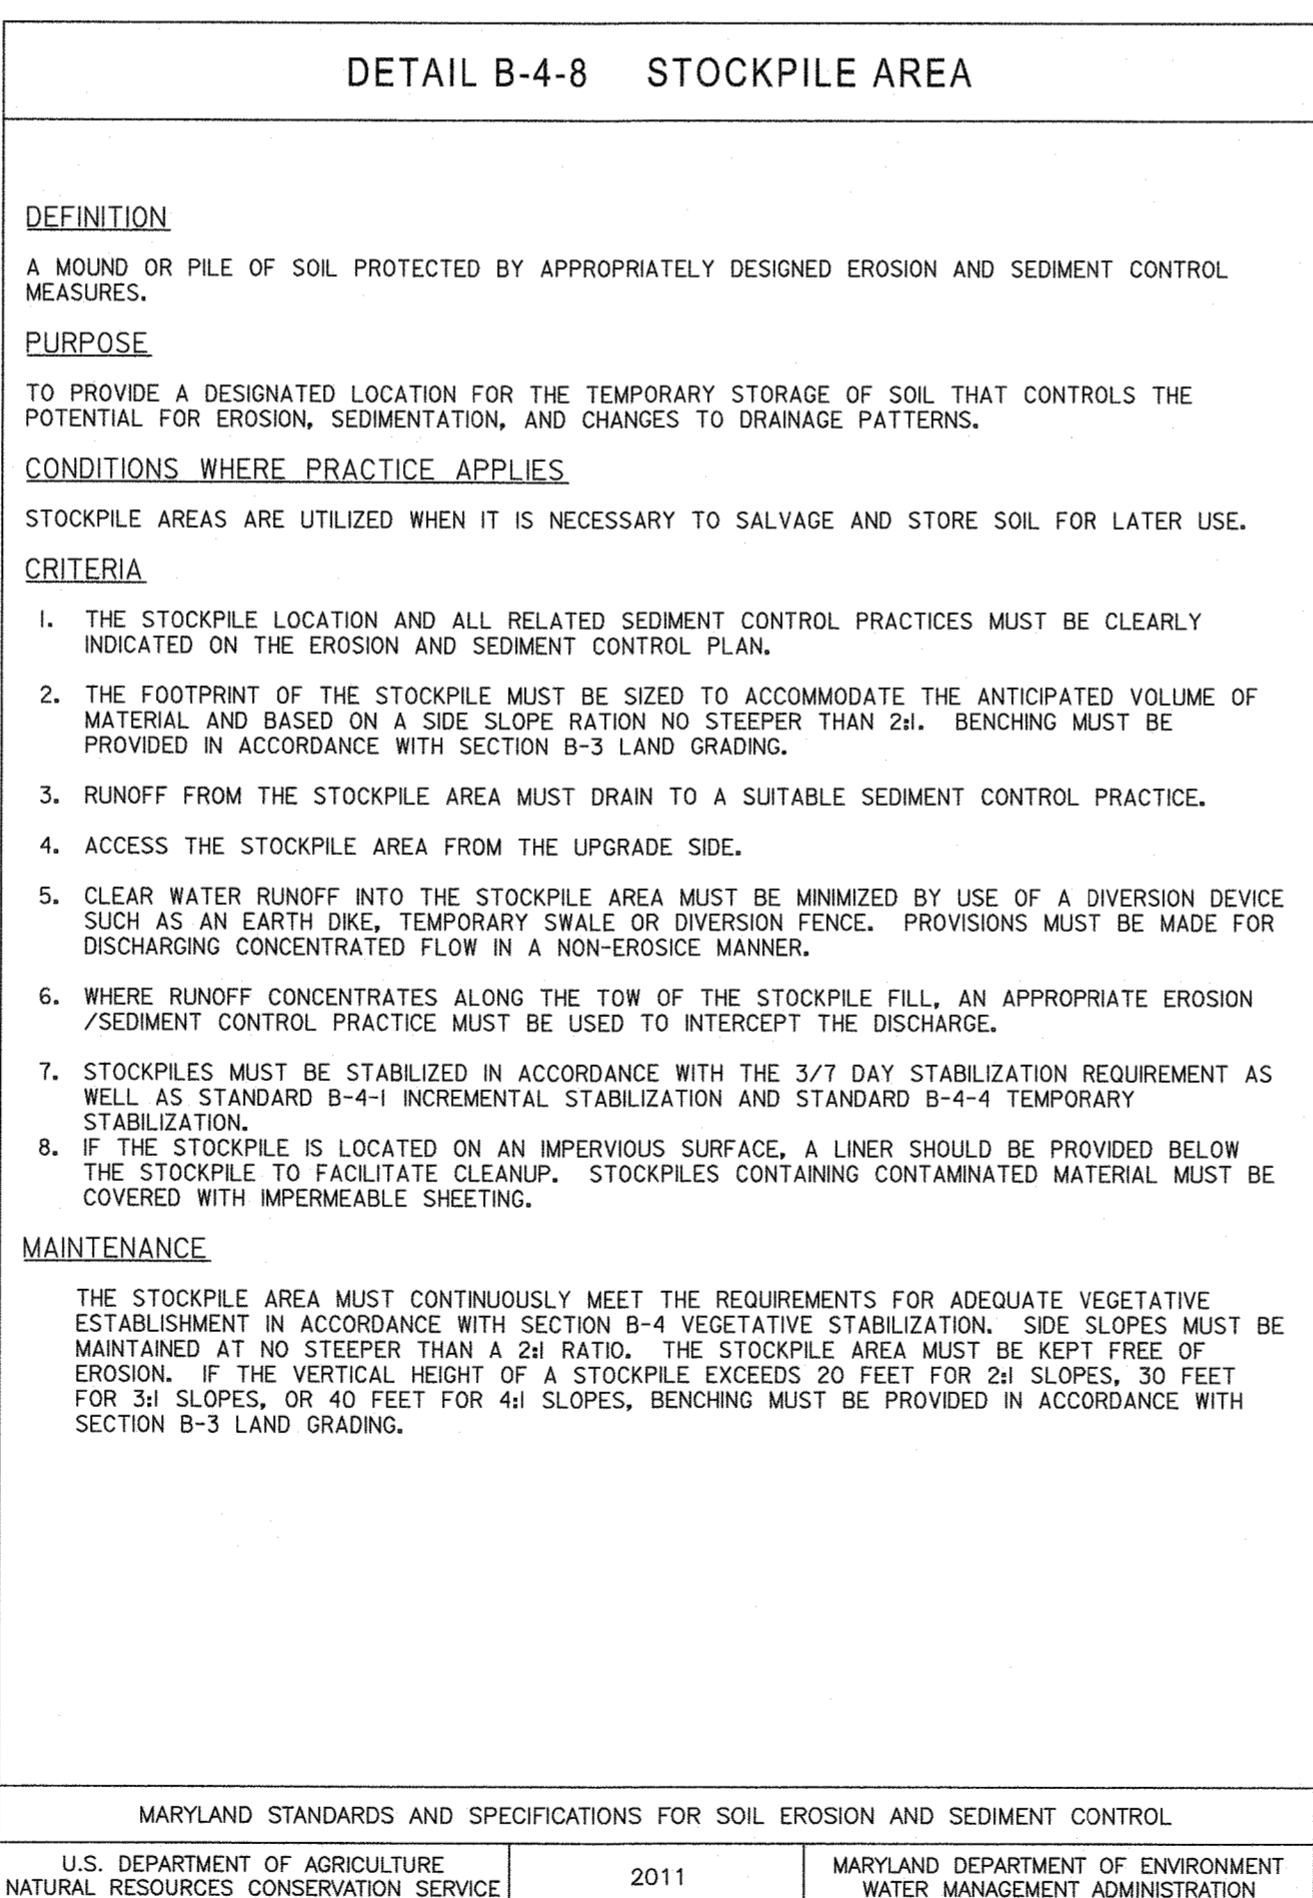 DETAIL B-4-8 STOCKPILE AREA
DEFINITION
A MOUND OR PILE OF SOIL PROTECTED BY APPROPRIATELY DESIGNED EROSION AND SEDIMENT CONTROL
MEASURES.
PURPOSE
TO PROVIDE A DESIGNATED LOCATION FOR THE TEMPORARY STORAGE OF SOIL THAT CONTROLS THE
POTENTIAL FOR EROSION, SEDIMENTATION, AND CHANGES TO DRAINAGE PATTERNS.
CONDITIONS WHERE PRACTICE APPLIES
STOCKPILE AREAS ARE UTILIZED WHEN IT IS NECESSARY TO SALVAGE AND STORE SOIL FOR LATER USE.
CRITERIA
1. THE STOCKPILE LOCATION AND ALL RELATED SEDIMENT CONTROL PRACTICES MUST BE CLEARLY
INDICATED ON THE EROSION AND SEDIMENT CONTROL PLAN.
2. THE FOOTPRINT OF THE STOCKPILE MUST BE SIZED TO ACCOMMODATE THE ANTICIPATED VOLUME OF
MATERIAL AND BASED ON A SIDE SLOPE RATION NO STEEPER THAN 2:1. BENCHING MUST BE
PROVIDED IN ACCORDANCE WITH SECTION B-3 LAND GRADING.
3. RUNOFF FROM THE STOCKPILE AREA MUST DRAIN TO A SUITABLE SEDIMENT CONTROL PRACTICE.
4. ACCESS THE STOCKPILE AREA FROM THE UPGRADE SIDE.
5. CLEAR WATER RUNOFF INTO THE STOCKPILE AREA MUST BE MINIMIZED BY USE OF A DIVERSION DEVICE
SUCH AS AN EARTH DIKE, TEMPORARY SWALE OR DIVERSION FENCE. PROVISIONS MUST BE MADE FOR
DISCHARGING CONCENTRATED FLOW IN A NON-EROSICE MANNER.
6. WHERE RUNOFF CONCENTRATES ALONG THE TOW OF THE STOCKPILE FILL, AN APPROPRIATE EROSION
/SEDIMENT CONTROL PRACTICE MUST BE USED TO INTERCEPT THE DISCHARGE.
7. STOCKPILES MUST BE STABILIZED IN ACCORDANCE WITH THE 3/7 DAY STABILIZATION REQUIREMENT AS
WELL AS STANDARD B-4-1 INCREMENTAL STABILIZATION AND STANDARD B-4-4 TEMPORARY
STABILIZATION.
8. IF THE STOCKPILE IS LOCATED ON AN IMPERVIOUS SURFACE, A LINER SHOULD BE PROVIDED BELOW
THE STOCKPILE TO FACILITATE CLEANUP. STOCKPILES CONTAINING CONTAMINATED MATERIAL MUST BE
COVERED WITH IMPERMEABLE SHEETING.
MAINTENANCE
THE STOCKPILE AREA MUST CONTINUOUSLY MEET THE REQUIREMENTS FOR ADEQUATE VEGETATIVE
ESTABLISHMENT IN ACCORDANCE WITH SECTION B-4 VEGETATIVE STABILIZATION. SIDE SLOPES MUST BE
MAINTAINED AT NO STEEPER THAN A 2:1 RATIO. THE STOCKPILE AREA MUST BE KEPT FREE OF
EROSION. IF THE VERTICAL HEIGHT OF A STOCKPILE EXCEEDS 20 FEET FOR 2:1 SLOPES, 30 FEET
FOR 3:1 SLOPES, OR 40 FEET FOR 4:1 SLOPES, BENCHING MUST BE PROVIDED IN ACCORDANCE WITH
SECTION B-3 LAND GRADING.
MARYLAND STANDARDS AND SPECIFICATIONS FOR SOIL EROSION AND SEDIMENT CONTROL
U.S. DEPARTMENT OF AGRICULTURE
NATURAL RESOURCES CONSERVATION SERVICE
2011
MARYLAND DEPARTMENT OF ENVIRONMENT
WATER MANAGEMENT ADMINISTRATION